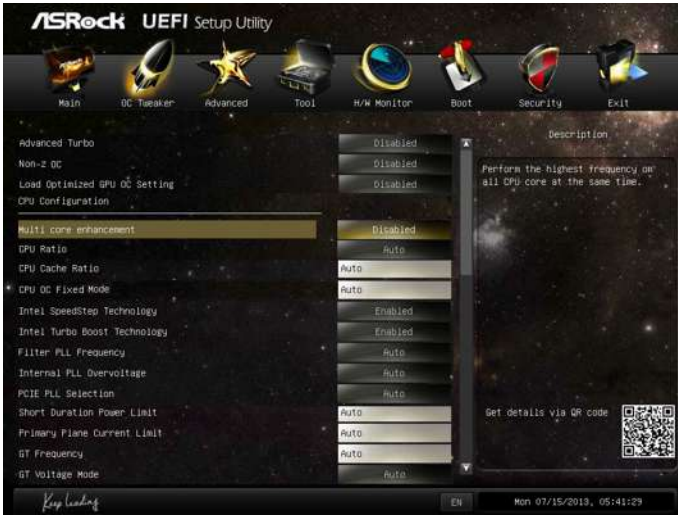 ASRock UEFI Setup Utility
Main OC Tweaker Advanced Tool H/W Monitor Boot Security Exit
Description
Advanced Turbo Disabled
Non-Z OC Disabled
Load Optimized GPU OC Setting Disabled
CPU Configuration
Multi core enhancement Disabled
CPU Ratio Auto
CPU Cache Ratio Auto
CPU OC Fixed Mode Auto
Intel SpeedStep Technology Enabled
Intel Turbo Boost Technology Enabled
Filter PLL Frequency Auto
Internal PLL Overvoltage Auto
PCIE PLL Selection Auto
Short Duration Power Limit Auto
Primary Plane Current Limit Auto
GT Frequency Auto
GT Voltage Mode Auto
Perform the highest frequency on
all CPU core at the same time.
Get details via QR code
Keep Leading
EN Mon 07/15/2013, 05:41:29